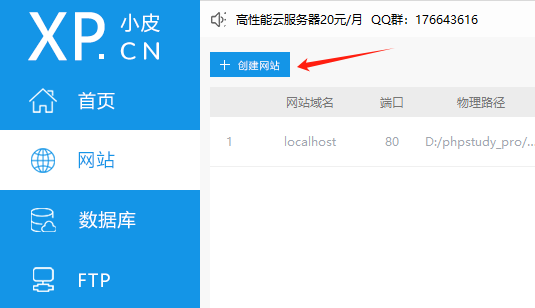 XP.CN 小皮
高性能云服务器20元/月 QQ群：176643616
首页
网站
数据库
FTP
+ 创建网站
网站域名 端口 物理路径
1 localhost 80 D:/phpstudy_pro/...